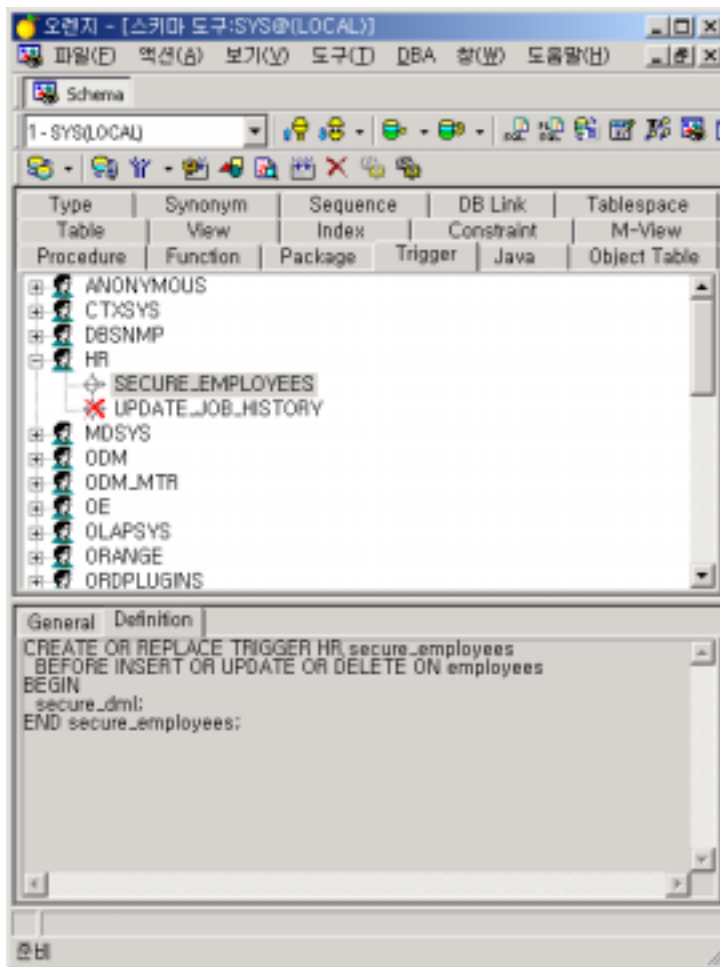 오렌지 - [스키마 도구:SYS@(LOCAL)]
파일(F) 액션(A) 보기(V) 도구(T) DBA 창(W) 도움말(H)
Schema
1 - SYS(LOCAL)
Type Synonym Sequence DB Link Tablespace
Table View Index Constraint M-View
Procedure Function Package Trigger Java Object Table
ANONYMOUS
CTXSYS
DBSNMP
HR
SECURE_EMPLOYEES
UPDATE_JOB_HISTORY
MDSYS
ODM
ODM_MTR
OE
OLAPSYS
ORANGE
ORDPLUGINS
General Definition
CREATE OR REPLACE TRIGGER HR.secure_employees
BEFORE INSERT OR UPDATE OR DELETE ON employees
BEGIN
secure_dml;
END secure_employees;
준비